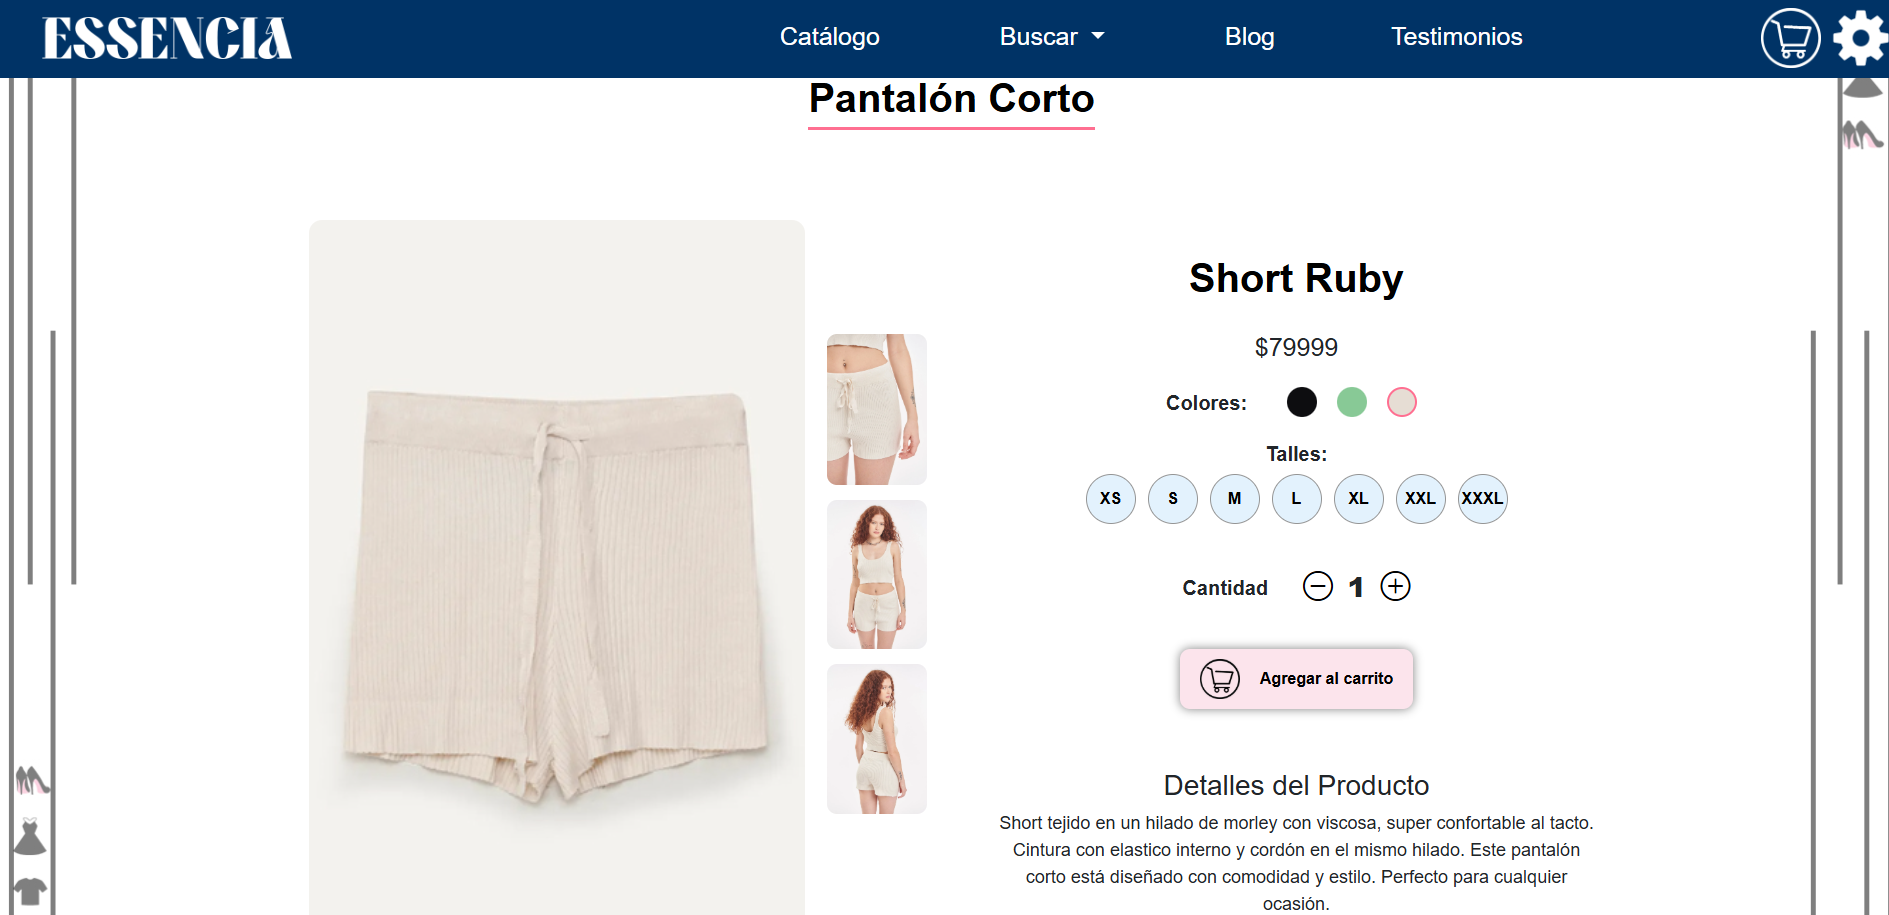 ESSENCIA
Catálogo
Buscar
Blog
Testimonios
Pantalón Corto
Short Ruby
$79999
Colores:
Talles:
XS S M L XL XXL XXXL
Cantidad 1
Agregar al carrito
Detalles del Producto
Short tejido en un hilado de morley con viscosa, super confortable al tacto.
Cintura con elastico interno y cordón en el mismo hilado. Este pantalón
corto está diseñado con comodidad y estilo. Perfecto para cualquier
ocasión.